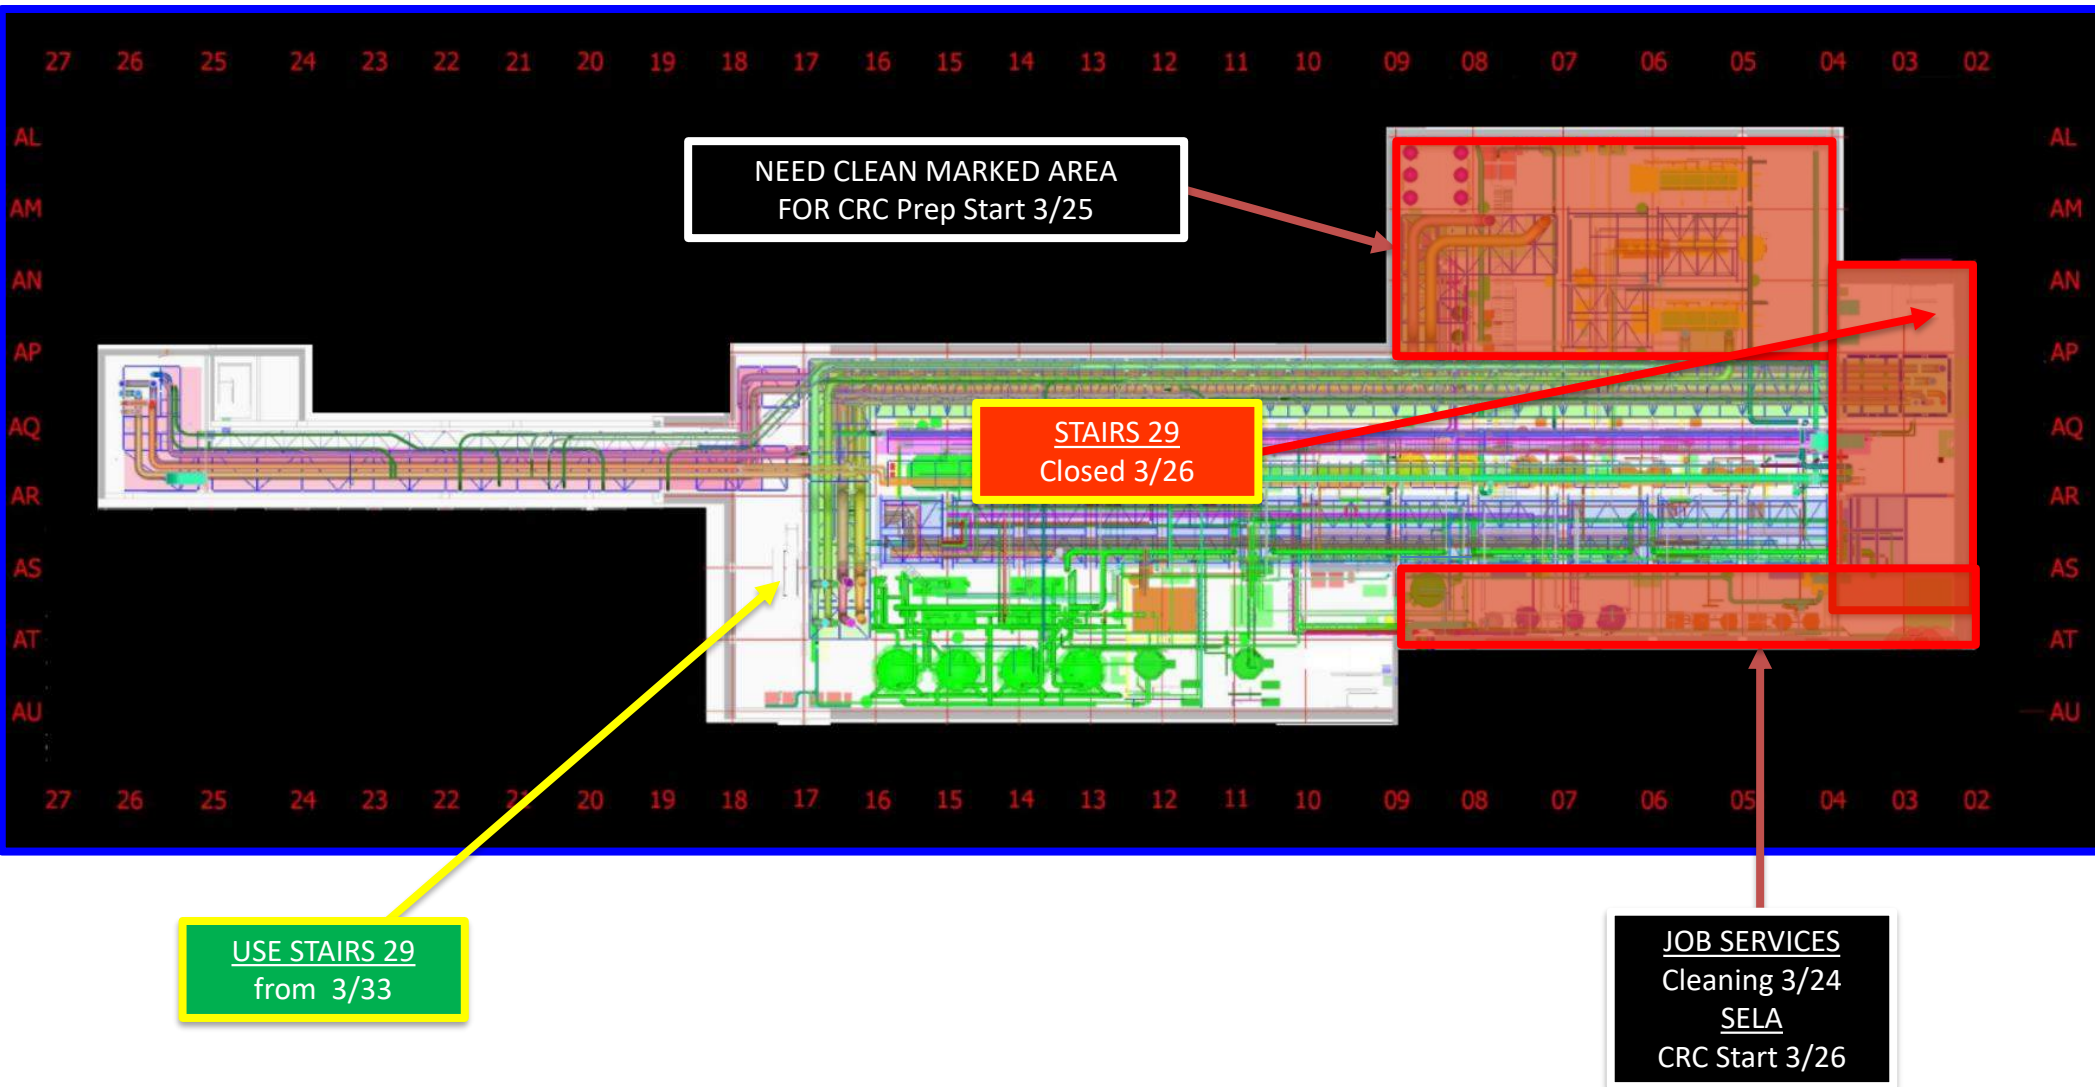 27 26 25 24 23 22 21 20 19 18 17 16 15 14 13 12 11 10 09 08 07 06 05 04 03 02
AL AL
NEED CLEAN MARKED AREA
FOR CRC Prep Start 3/25
AM AM
AN AN
AP AP
AQ AQ
STAIRS 29
Closed 3/26
AR AR
AS AS
AT AT
AU AU
27 26 25 24 23 22 21 20 19 18 17 16 15 14 13 12 11 10 09 08 07 06 05 04 03 02
USE STAIRS 29
from 3/33
JOB SERVICES
Cleaning 3/24
SELA
CRC Start 3/26